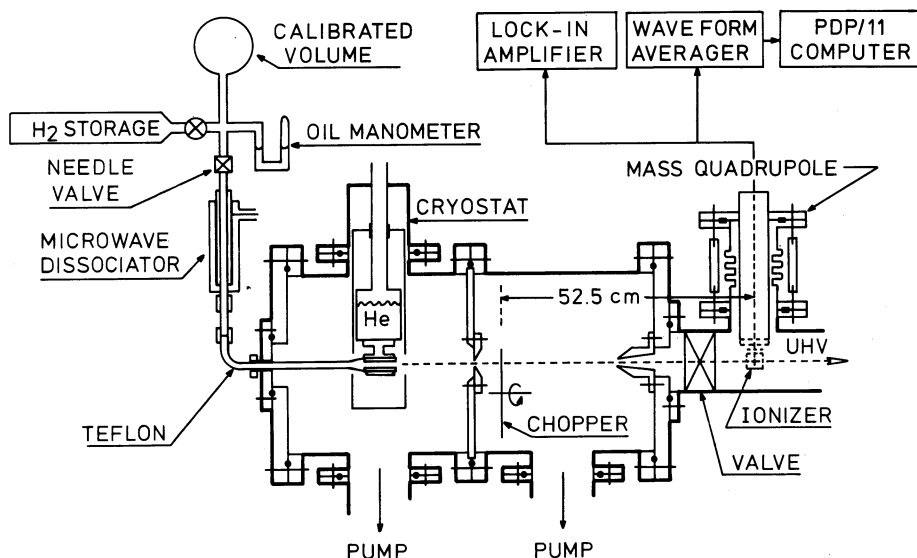 CALIBRATED
VOLUME
LOCK-IN
AMPLIFIER
WAVE FORM
AVERAGER
PDP/11
COMPUTER
H2 STORAGE
OIL MANOMETER
NEEDLE
VALVE
MASS QUADRUPOLE
CRYOSTAT
MICROWAVE
DISSOCIATOR
52.5 cm
He
UHV
TEFLON
CHOPPER
IONIZER
VALVE
PUMP
PUMP